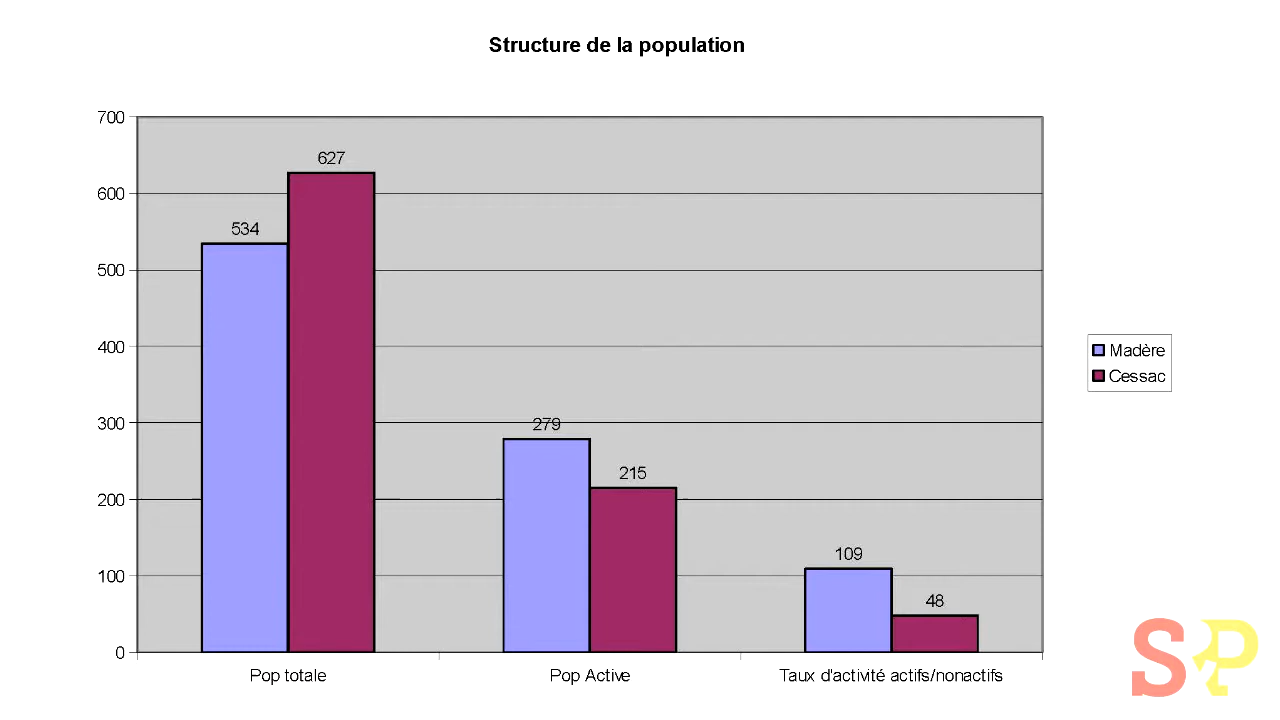 Structure de la population
700
600
500
400
300
200
100
0
534
627
279
215
109
48
Pop totale
Pop Active
Taux d'activité actifs/nonactifs
Madère
Cessac
SP